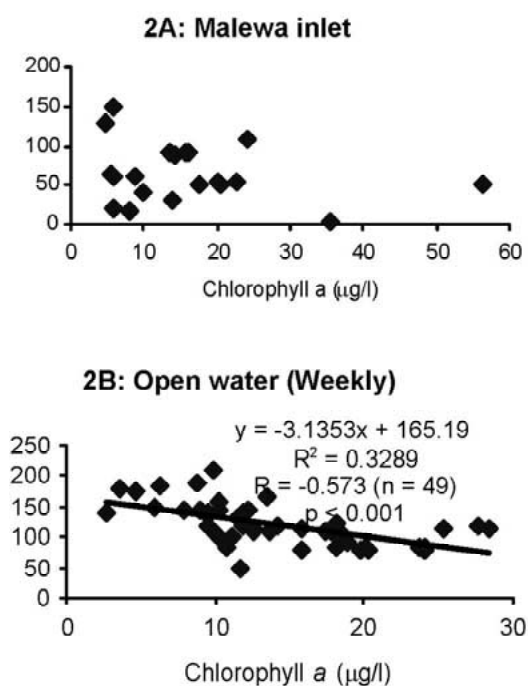 2A: Malewa inlet
200
150
100
50
0
0 10 20 30 40 50 60
Chlorophyll a (µg/l)
2B: Open water (Weekly)
y = -3.1353x + 165.19
R² = 0.3289
R = -0.573 (n = 49)
p < 0.001
250
200
150
100
50
0
0 10 20 30
Chlorophyll a (µg/l)